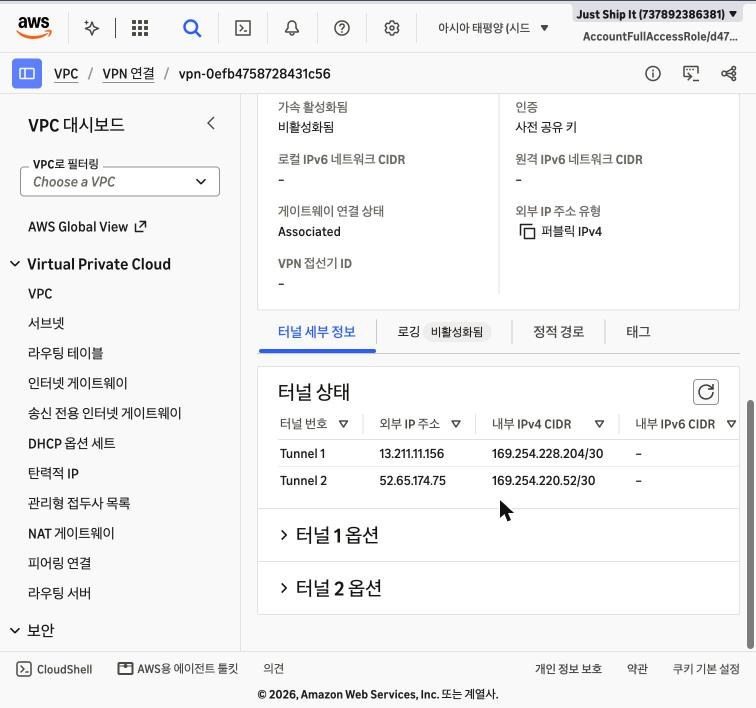 aws
아시아 태평양 (시드
Just Ship It (737892386381)
AccountFullAccessRole/d47...
VPC / VPN 연결 / vpn-0efb4758728431c56
VPC 대시보드
VPC로 필터링
Choose a VPC
AWS Global View
Virtual Private Cloud
VPC
서브넷
라우팅 테이블
인터넷 게이트웨이
송신 전용 인터넷 게이트웨이
DHCP 옵션 세트
탄력적 IP
관리형 접두사 목록
NAT 게이트웨이
피어링 연결
라우팅 서버
보안
가속 활성화됨
비활성화됨
인증
사전 공유 키
로컬 IPv6 네트워크 CIDR
–
원격 IPv6 네트워크 CIDR
–
게이트웨이 연결 상태
Associated
외부 IP 주소 유형
퍼블릭 IPv4
VPN 접선기 ID
–
터널 세부 정보 로깅 비활성화됨 정적 경로 태그
터널 상태
터널 번호 외부 IP 주소 내부 IPv4 CIDR 내부 IPv6 CIDR
Tunnel 1 13.211.11.156 169.254.228.204/30 –
Tunnel 2 52.65.174.75 169.254.220.52/30 –
터널 1 옵션
터널 2 옵션
CloudShell AWS용 에이전트 툴킷 의견 개인 정보 보호 약관 쿠키 기본 설정
© 2026, Amazon Web Services, Inc. 또는 계열사.